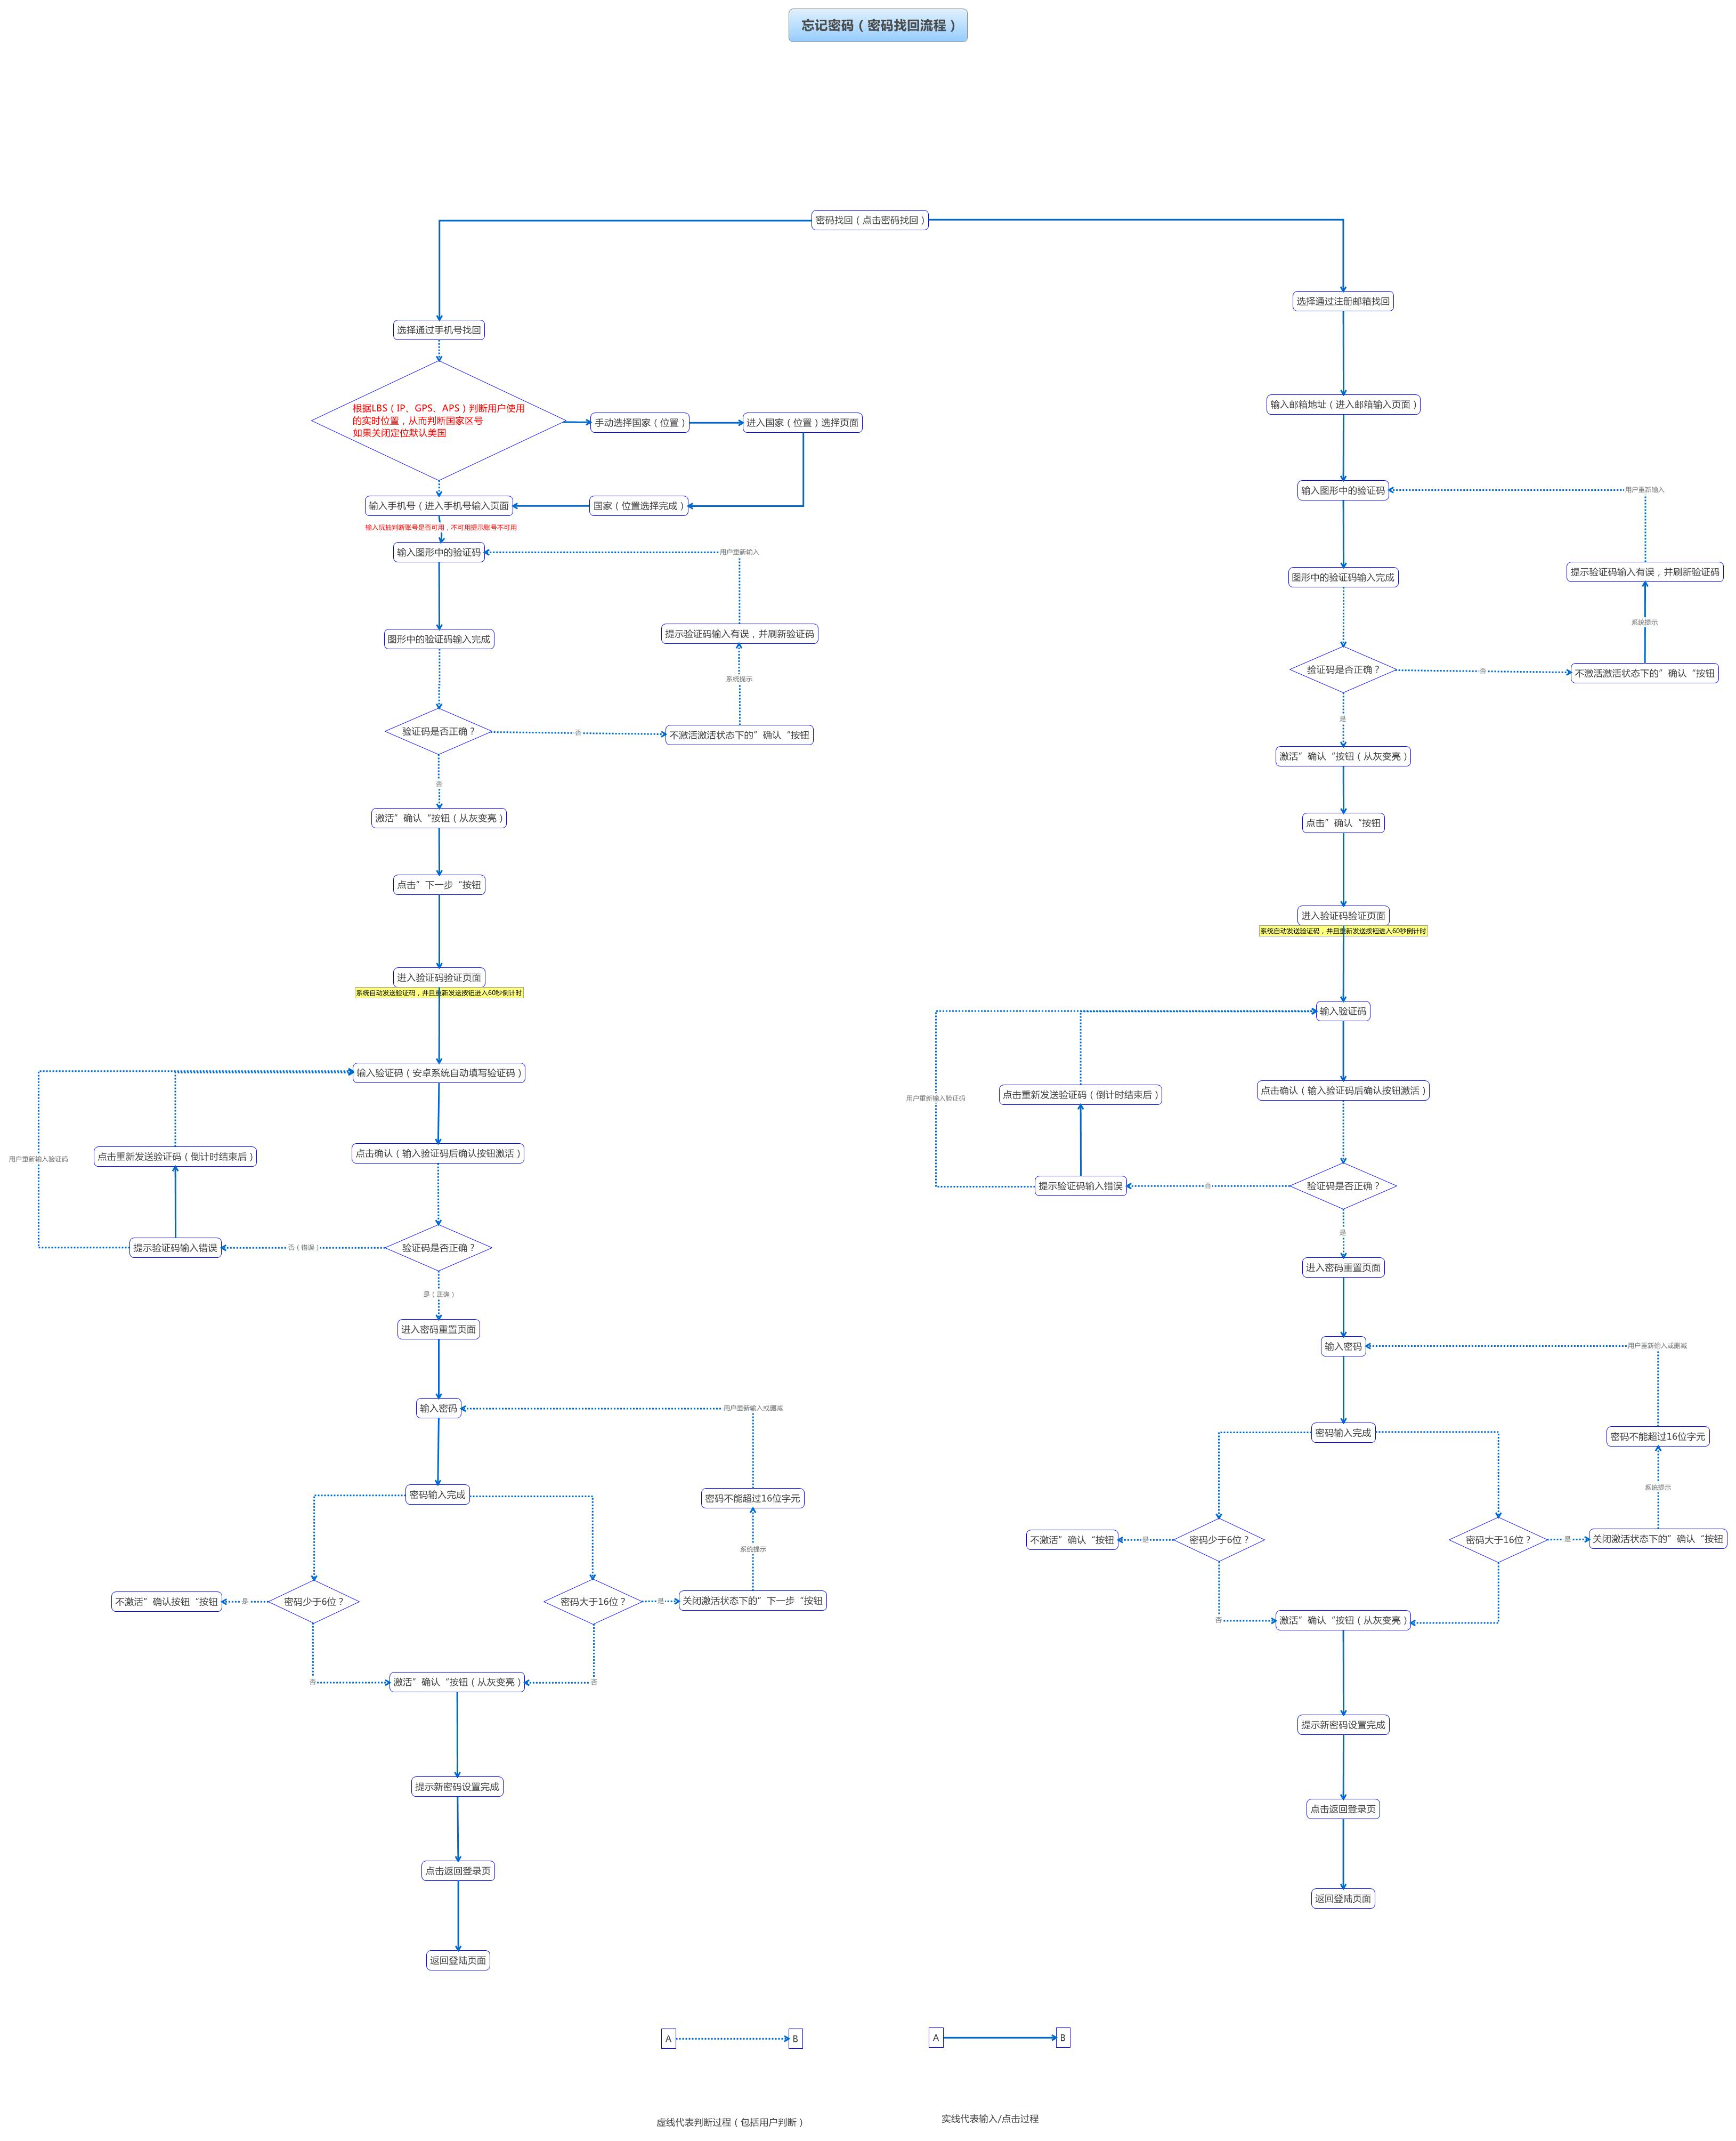 忘记密码（密码找回流程）
密码找回（点击密码找回）
选择通过手机号找回
根据LBS（IP、GPS、APS）判断用户使用
的实时位置，从而判断国家区号
如果关闭定位默认美国
手动选择国家（位置）
进入国家（位置）选择页面
输入手机号（进入手机号输入页面
国家（位置选择完成）
输入玩抽判断账号是否可用，不可用提示账号不可用
输入图形中的验证码
用户重新输入
图形中的验证码输入完成
提示验证码输入有误，并刷新验证码
系统提示
验证码是否正确？
否
不激活激活状态下的”确认“按钮
否
激活”确认“按钮（从灰变亮）
点击”下一步“按钮
进入验证码验证页面
系统自动发送验证码，并且重新发送按钮进入60秒倒计时
输入验证码（安卓系统自动填写验证码）
点击确认（输入验证码后确认按钮激活）
点击重新发送验证码（倒计时结束后）
用户重新输入验证码
提示验证码输入错误
否（错误）
验证码是否正确？
是（正确）
进入密码重置页面
输入密码
用户重新输入或删减
密码输入完成
密码不能超过16位字元
系统提示
不激活”确认按钮“按钮
是
密码少于6位？
密码大于16位？
是
关闭激活状态下的”下一步“按钮
否
激活”确认“按钮（从灰变亮）
否
提示新密码设置完成
点击返回登录页
返回登陆页面
选择通过注册邮箱找回
输入邮箱地址（进入邮箱输入页面）
输入图形中的验证码
用户重新输入
图形中的验证码输入完成
提示验证码输入有误，并刷新验证码
系统提示
验证码是否正确？
否
不激活激活状态下的”确认“按钮
是
激活”确认“按钮（从灰变亮）
点击”确认“按钮
进入验证码验证页面
系统自动发送验证码，并且重新发送按钮进入60秒倒计时
输入验证码
点击确认（输入验证码后确认按钮激活）
点击重新发送验证码（倒计时结束后）
用户重新输入验证码
提示验证码输入错误
否
验证码是否正确？
是
进入密码重置页面
输入密码
用户重新输入或删减
密码输入完成
密码不能超过16位字元
系统提示
不激活”确认“按钮
是
密码少于6位？
密码大于16位？
是
关闭激活状态下的”确认“按钮
否
激活”确认“按钮（从灰变亮）
提示新密码设置完成
点击返回登录页
返回登陆页面
A
B
A
B
虚线代表判断过程（包括用户判断）
实线代表输入/点击过程